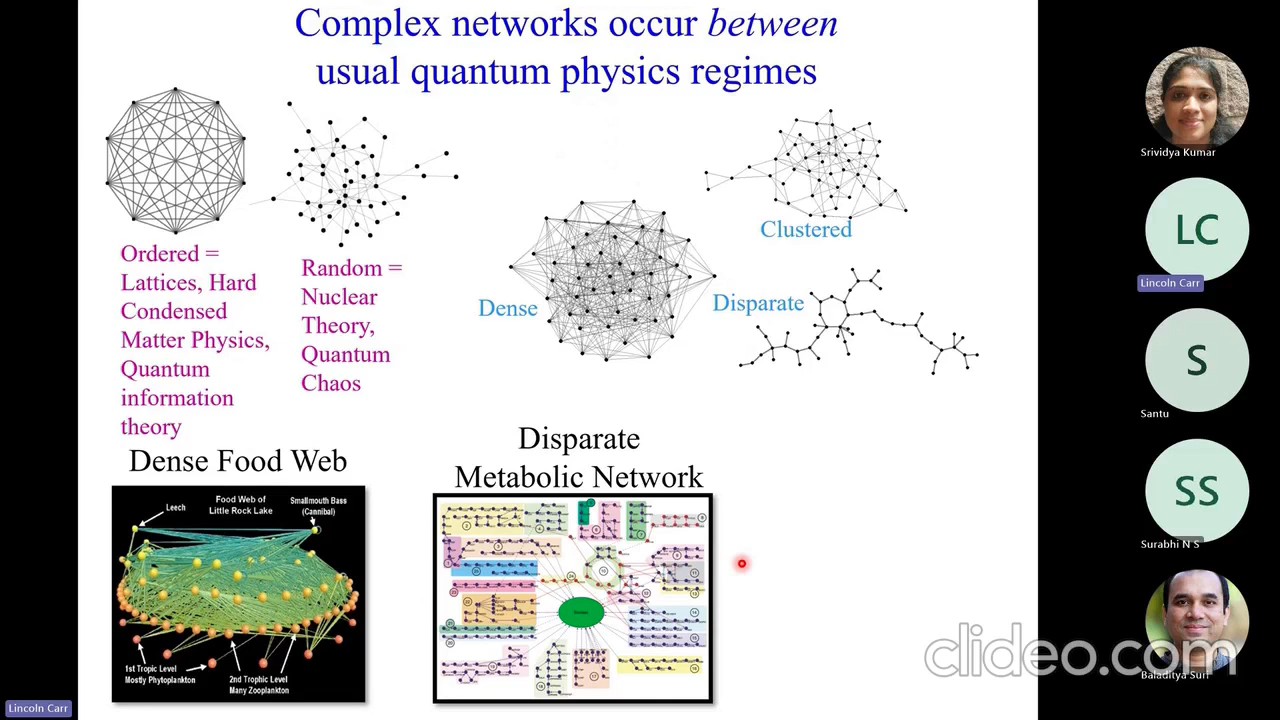 Complex networks occur between
usual quantum physics regimes
Ordered =
Lattices, Hard
Condensed
Matter Physics,
Quantum
information
theory
Random =
Nuclear
Theory,
Quantum
Chaos
Dense
Clustered
Disparate
Dense Food Web
Leech
Food Web of
Little Rock Lake
Smallmouth Bass
(Cannibal)
1st Tropic Level
Mostly Phytoplankton
2nd Trophic Level
Many Zooplankton
Disparate
Metabolic Network
Srividya Kumar
LC
Lincoln Carr
S
Santu
SS
Surabhi N S
Baladitya Suri
clideo.com
Lincoln Carr